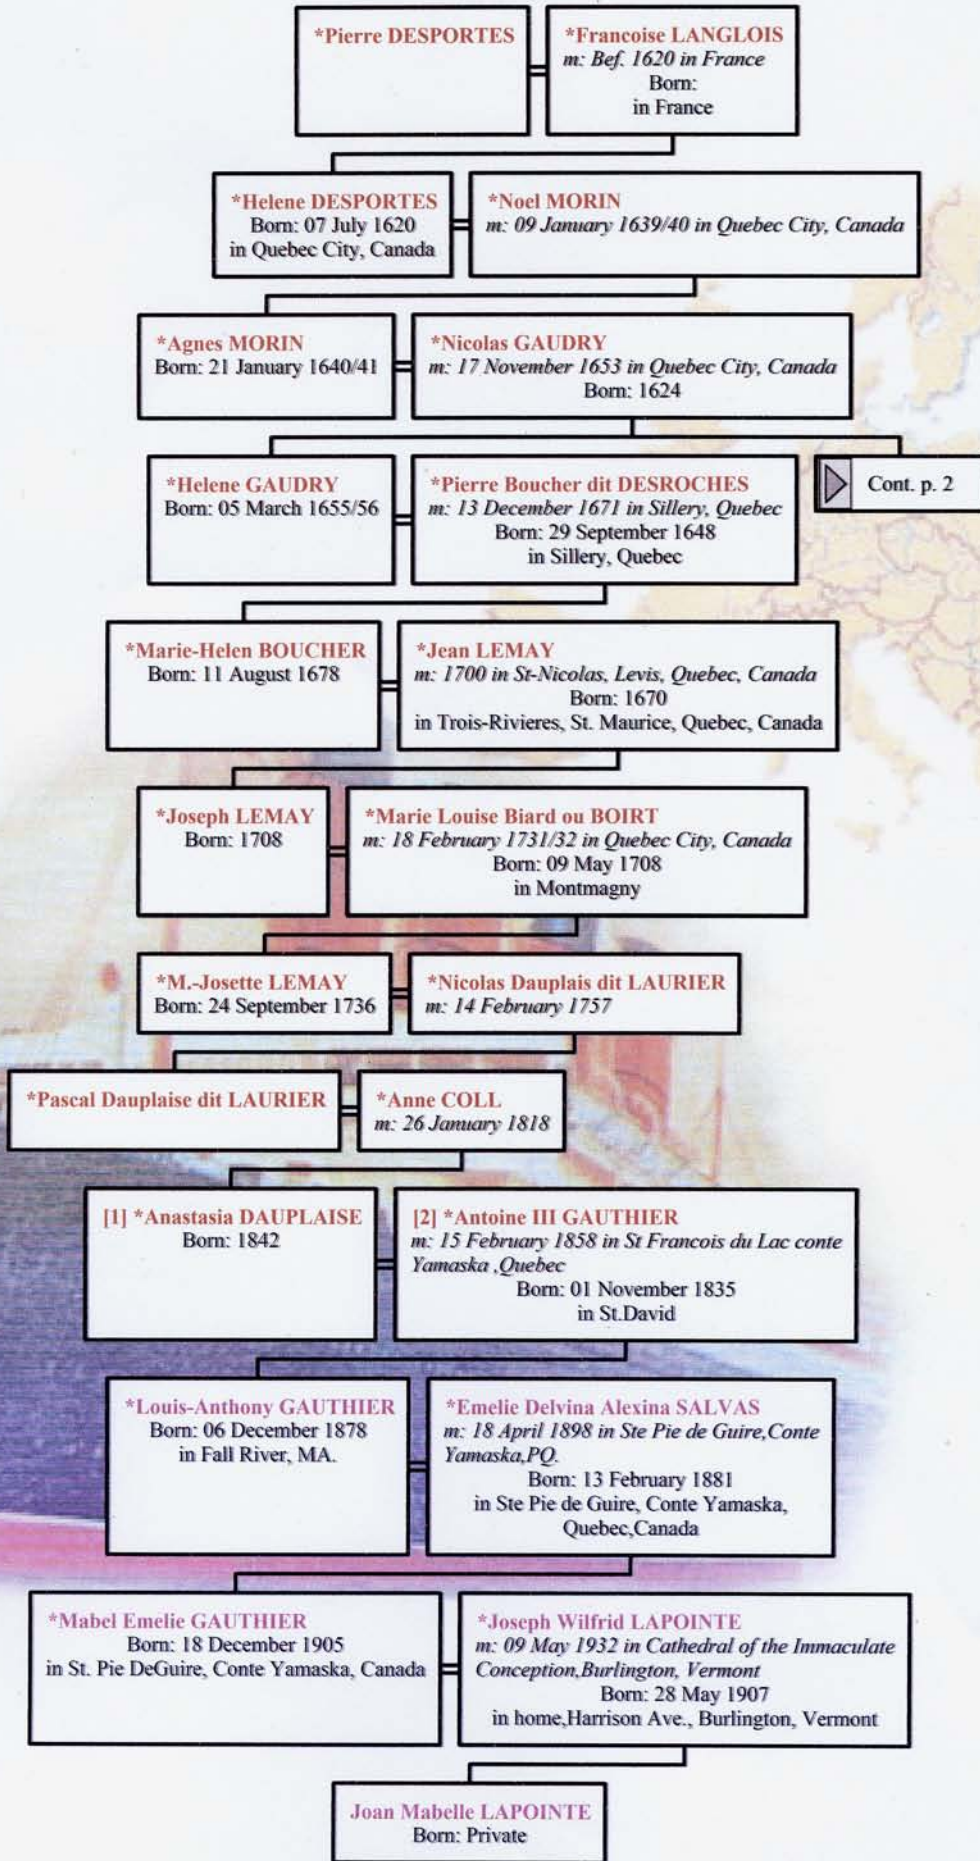 *Pierre DESPORTES
*Francoise LANGLOIS
m: Bef. 1620 in France
Born:
in France
*Helene DESPORTES
Born: 07 July 1620
in Quebec City, Canada
*Noel MORIN
m: 09 January 1639/40 in Quebec City, Canada
*Agnes MORIN
Born: 21 January 1640/41
*Nicolas GAUDRY
m: 17 November 1653 in Quebec City, Canada
Born: 1624
*Helene GAUDRY
Born: 05 March 1655/56
*Pierre Boucher dit DESROCHES
m: 13 December 1671 in Sillery, Quebec
Born: 29 September 1648
in Sillery, Quebec
Cont. p. 2
*Marie-Helen BOUCHER
Born: 11 August 1678
*Jean LEMAY
m: 1700 in St-Nicolas, Levis, Quebec, Canada
Born: 1670
in Trois-Rivieres, St. Maurice, Quebec, Canada
*Joseph LEMAY
Born: 1708
*Marie Louise Biard ou BOIRT
m: 18 February 1731/32 in Quebec City, Canada
Born: 09 May 1708
in Montmagny
*M.-Josette LEMAY
Born: 24 September 1736
*Nicolas Dauplais dit LAURIER
m: 14 February 1757
*Pascal Dauplaise dit LAURIER
*Anne COLL
m: 26 January 1818
[1] *Anastasia DAUPLAISE
Born: 1842
[2] *Antoine III GAUTHIER
m: 15 February 1858 in St Francois du Lac conte
Yamaska ,Quebec
Born: 01 November 1835
in St.David
*Louis-Anthony GAUTHIER
Born: 06 December 1878
in Fall River, MA.
*Emelie Delvina Alexina SALVAS
m: 18 April 1898 in Ste Pie de Guire,Conte
Yamaska,PQ.
Born: 13 February 1881
in Ste Pie de Guire, Conte Yamaska,
Quebec,Canada
*Mabel Emelie GAUTHIER
Born: 18 December 1905
in St. Pie DeGuire, Conte Yamaska, Canada
*Joseph Wilfrid LAPOINTE
m: 09 May 1932 in Cathedral of the Immaculate
Conception,Burlington, Vermont
Born: 28 May 1907
in home,Harrison Ave., Burlington, Vermont
Joan Mabelle LAPOINTE
Born: Private